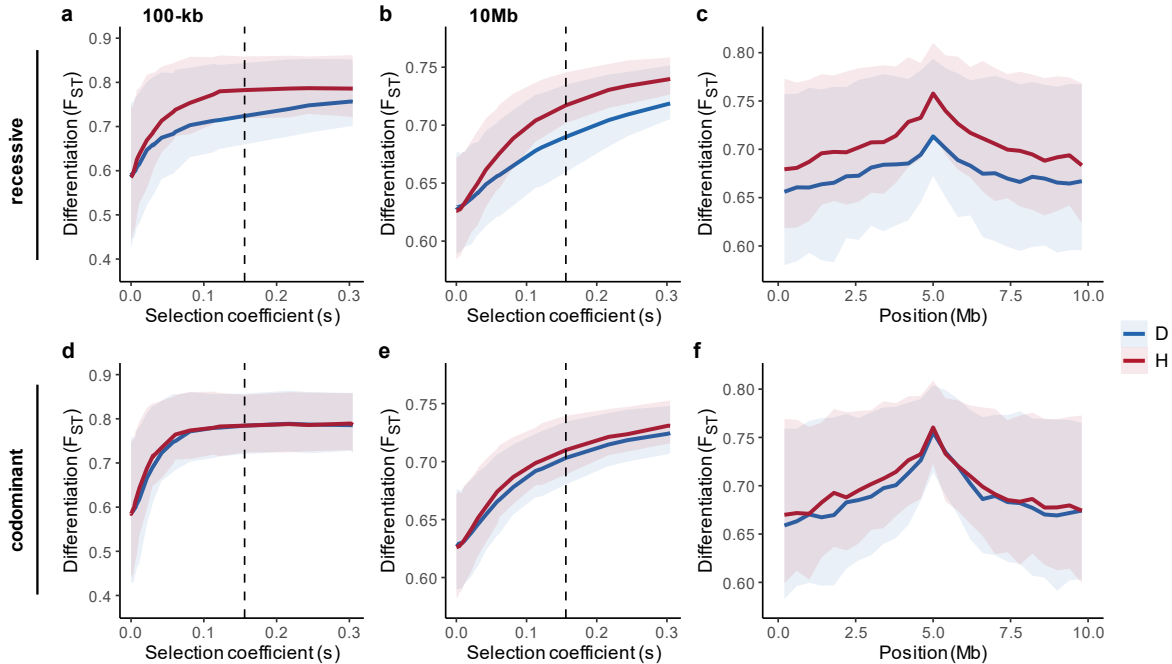 a 100-kb
b 10Mb
c
recessive
Differentiation (FST)
0.9
0.8
0.7
0.6
0.5
0.4
0.0 0.1 0.2 0.3
Selection coefficient (s)
Differentiation (FST)
0.75
0.70
0.65
0.60
0.0 0.1 0.2 0.3
Selection coefficient (s)
Differentiation (FST)
0.80
0.75
0.70
0.65
0.60
0.0 2.5 5.0 7.5 10.0
Position (Mb)
D
H
d
e
f
codominant
Differentiation (FST)
0.9
0.8
0.7
0.6
0.5
0.4
0.0 0.1 0.2 0.3
Selection coefficient (s)
Differentiation (FST)
0.75
0.70
0.65
0.60
0.0 0.1 0.2 0.3
Selection coefficient (s)
Differentiation (FST)
0.80
0.75
0.70
0.65
0.60
0.0 2.5 5.0 7.5 10.0
Position (Mb)